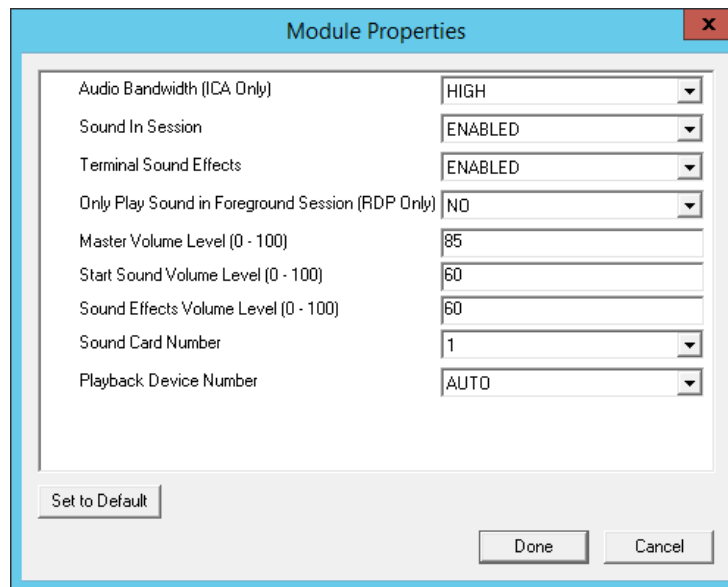 Module Properties
x
Audio Bandwidth (ICA Only) HIGH
Sound In Session ENABLED
Terminal Sound Effects ENABLED
Only Play Sound in Foreground Session (RDP Only) NO
Master Volume Level (0 - 100) 85
Start Sound Volume Level (0 - 100) 60
Sound Effects Volume Level (0 - 100) 60
Sound Card Number 1
Playback Device Number AUTO
Set to Default
Done Cancel